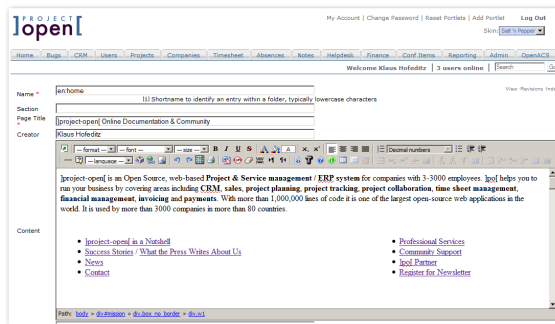 PROJECT
]open[
My Account | Change Password | Reset Portlets | Add Portlet Log Out
Skin: Salt 'n Pepper
Home Bugs CRM Users Projects Companies Timesheet Absences Notes Helpdesk Finance Conf Items Reporting Admin OpenACS
Welcome Klaus Hofeditz | 3 users online | Search
View Revisions
Name * en:home
[i] Shortname to identify an entry within a folder, typically lowercase characters
Section
Page Title * ]project-open[ Online Documentation & Community
Creator Klaus Hofeditz
-- format -- -- font -- -- size -- B I U S Decimal numbers
-- language --
]project-open[ is an Open Source, web-based Project & Service management / ERP system for companies with 3-3000 employees. ]po[ helps you to
run your business by covering areas including CRM, sales, project planning, project tracking, project collaboration, time sheet management,
financial management, invoicing and payments. With more than 1,000,000 lines of code it is one of the largest open-source web applications in the
world. It is used by more than 3000 companies in more than 80 countries.
Content
]project-open[ in a Nutshell
Success Stories / What the Press Writes About Us
News
Contact
Professional Services
Community Support
]po[ Partner
Register for Newsletter
Path: body » div#mission » div.box no border » div.w1